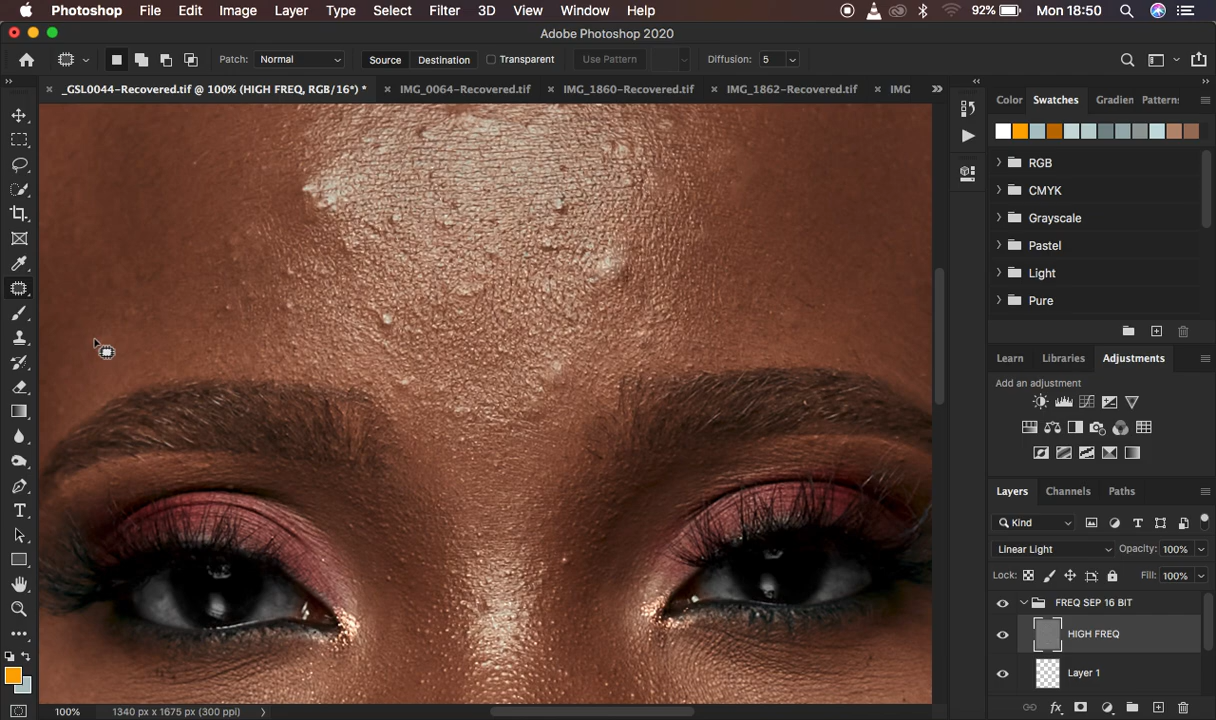 Photoshop File Edit Image Layer Type Select Filter 3D View Window Help 92% Mon 18:50
Adobe Photoshop 2020
Patch: Normal Source Destination Transparent Use Pattern Diffusion: 5
_GSL0044-Recovered.tif @ 100% (HIGH FREQ, RGB/16*) * IMG_0064-Recovered.tif IMG_1860-Recovered.tif IMG_1862-Recovered.tif IMG
Color Swatches Gradien Pattern:
RGB
CMYK
Grayscale
Pastel
Light
Pure
Learn Libraries Adjustments
Add an adjustment
Layers Channels Paths
Kind
Linear Light Opacity: 100%
Lock: Fill: 100%
FREQ SEP 16 BIT
HIGH FREQ
Layer 1
100% 1340 px x 1675 px (300 ppi)